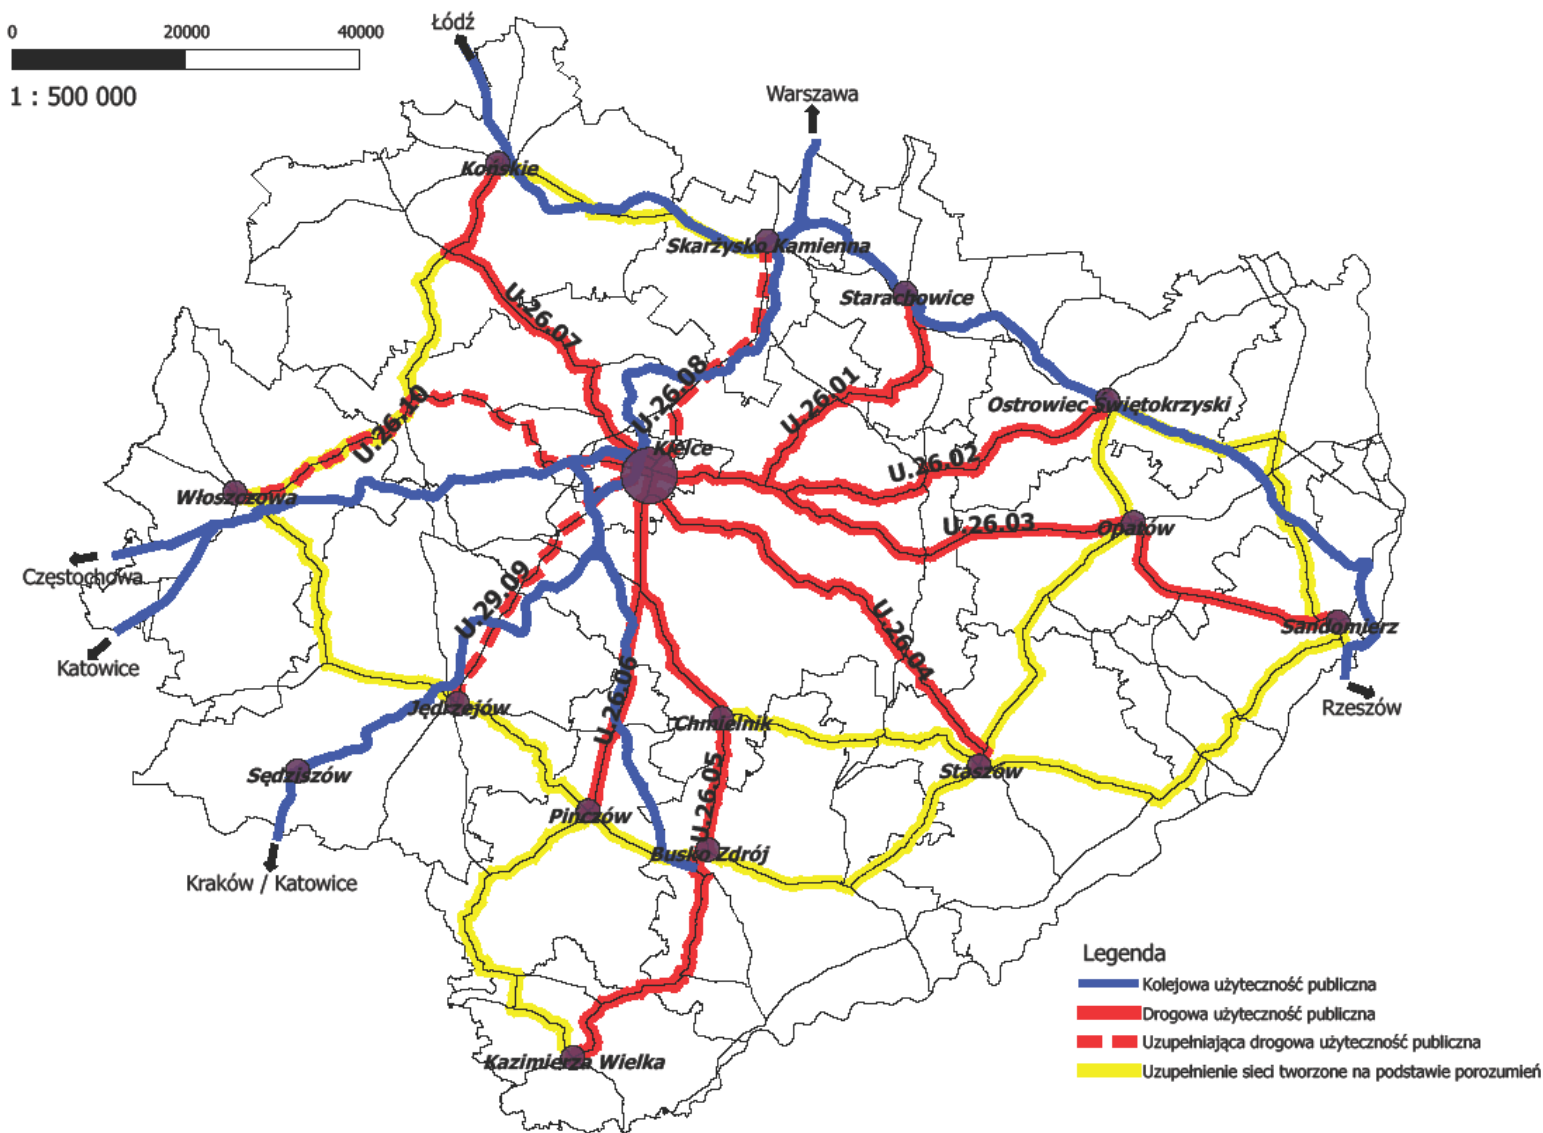 0 20000 40000
1 : 500 000
Łódź
Warszawa
Końskie
Skarżysko Kamienna
Starachowice
U.26.07
U.26.08
U.26.01
U.26.10
Ostrowiec Świętokrzyski
Kielce
U.26.02
Włoszczowa
U.26.03
Opatów
Częstochowa
U.29.09
U.26.04
Sandomierz
Katowice
U.26.06
Jędrzejów
Chmielnik
Rzeszów
Sędziszów
Staszów
U.26.05
Pińczów
Busko Zdrój
Kraków / Katowice
Kazimierza Wielka
Legenda
Kolejowa użyteczność publiczna
Drogowa użyteczność publiczna
Uzupełniająca drogowa użyteczność publiczna
Uzupełnienie sieci tworzone na podstawie porozumień